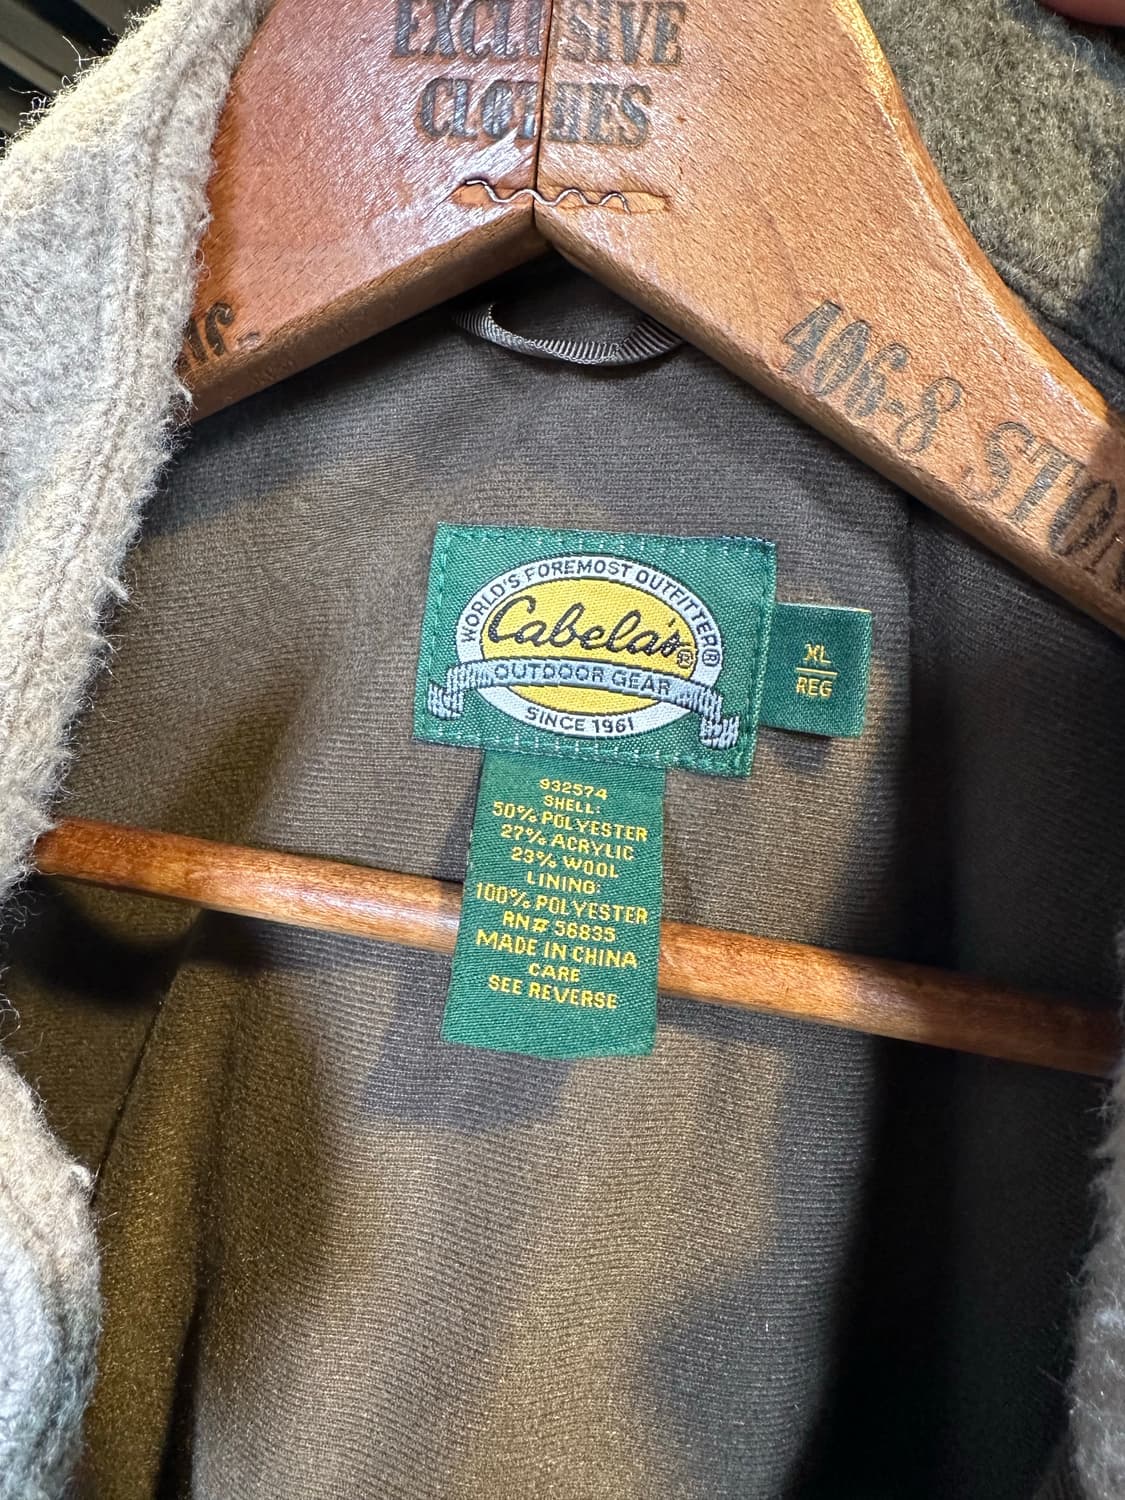 EXCLUSIVE
CLOTHES
406-8 STO
WORLD'S FOREMOST OUTFITTER®
Cabela's®
OUTDOOR GEAR
SINCE 1961
XL
REG
932574
SHELL:
50% POLYESTER
27% ACRYLIC
23% WOOL
LINING:
100% POLYESTER
RN# 56835
MADE IN CHINA
CARE
SEE REVERSE